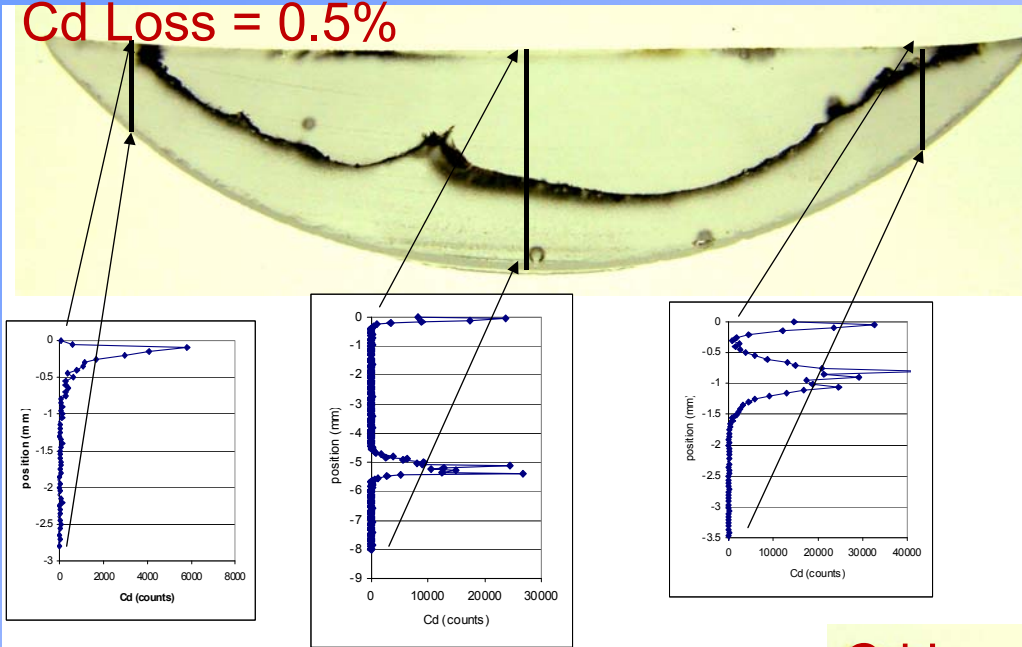 Cd Loss = 0.5%
0
-0.5
-1
-1.5
-2
-2.5
-3
position (mm)
0 2000 4000 6000 8000
Cd (counts)
0
-1
-2
-3
-4
-5
-6
-7
-8
-9
position (mm)
0 10000 20000 30000
Cd (counts)
0
-0.5
-1
-1.5
-2
-2.5
-3
-3.5
position (mm)
0 10000 20000 30000 40000
Cd (counts)